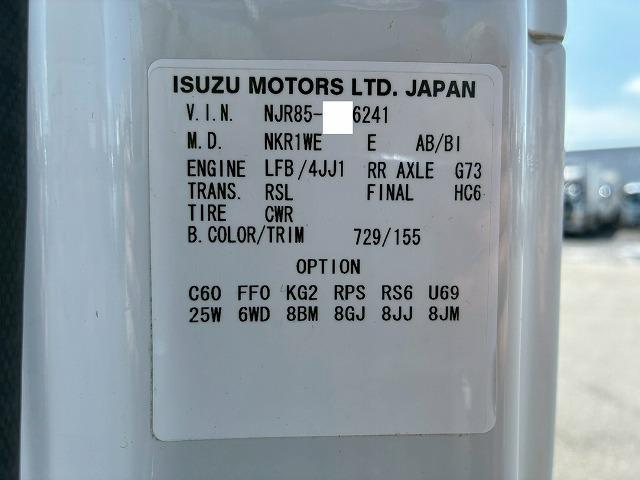 ISUZU MOTORS LTD. JAPAN
V.I.N. NJR85- 6241
M.D. NKR1WE E AB/BI
ENGINE LFB/4JJ1 RR AXLE G73
TRANS. RSL FINAL HC6
TIRE CWR
B.COLOR/TRIM 729/155
OPTION
C60 FF0 KG2 RPS RS6 U69
25W 6WD 8BM 8GJ 8JJ 8JM